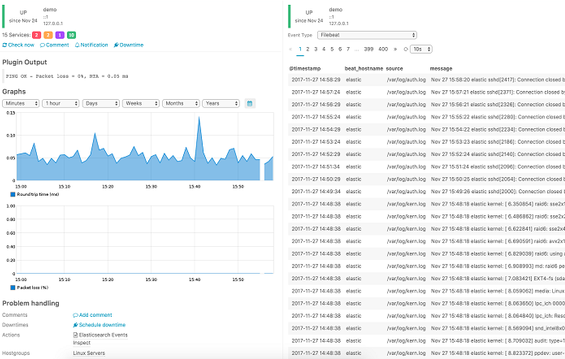 UP
since Nov 24
demo
::1
127.0.0.1
15 Services:
Check now Comment Notification Downtime
Plugin Output
PING OK - Packet loss = 0%, RTA = 0.05 ms
Graphs
Minutes 1 hour Days Weeks Months Years
0.15
0.10
0.05
0
15:00 15:10 15:20 15:30 15:40 15:50
Roundtrip time (ms)
1.00
0.80
0.60
0.40
0.20
0
15:00 15:10 15:20 15:30 15:40 15:50
Packet loss (%)
Problem handling
Comments Add comment
Downtimes Schedule downtime
Actions Elasticsearch Events
Inspect
Hostgroups Linux Servers
UP
since Nov 24
demo
::1
127.0.0.1
Event Type Filebeat
« 1 2 3 4 5 6 7 … 399 400 » 10s
@timestamp beat_hostname source message
2017-11-27 14:58:29 elastic /var/log/auth.log Nov 27 15:58:20 elastic sshd[2417]: Connection closed b
2017-11-27 14:57:24 elastic /var/log/auth.log Nov 27 15:57:21 elastic sshd[2371]: Connection closed b
2017-11-27 14:56:29 elastic /var/log/auth.log Nov 27 15:56:21 elastic sshd[2326]: Connection closed b
2017-11-27 14:55:24 elastic /var/log/auth.log Nov 27 15:55:22 elastic sshd[2280]: Connection closed b
2017-11-27 14:54:29 elastic /var/log/auth.log Nov 27 15:54:22 elastic sshd[2234]: Connection closed b
2017-11-27 14:53:24 elastic /var/log/auth.log Nov 27 15:53:23 elastic sshd[2186]: Connection closed b
2017-11-27 14:52:29 elastic /var/log/auth.log Nov 27 15:52:24 elastic sshd[2140]: Connection closed b
2017-11-27 14:51:34 elastic /var/log/auth.log Nov 27 15:51:24 elastic sshd[2096]: Connection closed b
2017-11-27 14:50:29 elastic /var/log/auth.log Nov 27 15:50:25 elastic sshd[2054]: Connection closed b
2017-11-27 14:49:34 elastic /var/log/auth.log Nov 27 15:49:26 elastic sshd[2000]: Connection closed b
2017-11-27 14:48:38 elastic /var/log/kern.log Nov 27 15:48:18 elastic kernel: [ 6.350854] raid6: sse2x1
2017-11-27 14:48:38 elastic /var/log/kern.log Nov 27 15:48:18 elastic kernel: [ 6.486862] raid6: sse2x
2017-11-27 14:48:38 elastic /var/log/kern.log Nov 27 15:48:18 elastic kernel: [ 6.622841] raid6: sse2x4
2017-11-27 14:48:38 elastic /var/log/kern.log Nov 27 15:48:18 elastic kernel: [ 6.690591] raid6: avx2x1
2017-11-27 14:48:38 elastic /var/log/kern.log Nov 27 15:48:18 elastic kernel: [ 6.829039] raid6: using a
2017-11-27 14:48:38 elastic /var/log/kern.log Nov 27 15:48:18 elastic kernel: [ 6.908993] md: raid6 pe
2017-11-27 14:48:38 elastic /var/log/kern.log Nov 27 15:48:18 elastic kernel: [ 7.083421] EXT4-fs (sda
2017-11-27 14:48:38 elastic /var/log/kern.log Nov 27 15:48:18 elastic kernel: [ 8.059062] media: Linux
2017-11-27 14:48:38 elastic /var/log/kern.log Nov 27 15:48:18 elastic kernel: [ 8.063650] lpc_ich 0000
2017-11-27 14:48:38 elastic /var/log/kern.log Nov 27 15:48:18 elastic kernel: [ 8.064840] lpc_ich: Reso
2017-11-27 14:48:38 elastic /var/log/kern.log Nov 27 15:48:18 elastic kernel: [ 8.569094] snd_intel8x0
2017-11-27 14:48:38 elastic /var/log/kern.log Nov 27 15:48:18 elastic kernel: [ 8.709032] audit: type=1
2017-11-27 14:48:38 elastic /var/log/kern.log Nov 27 15:48:18 elastic kernel: [ 8.823372] ppdev: user-